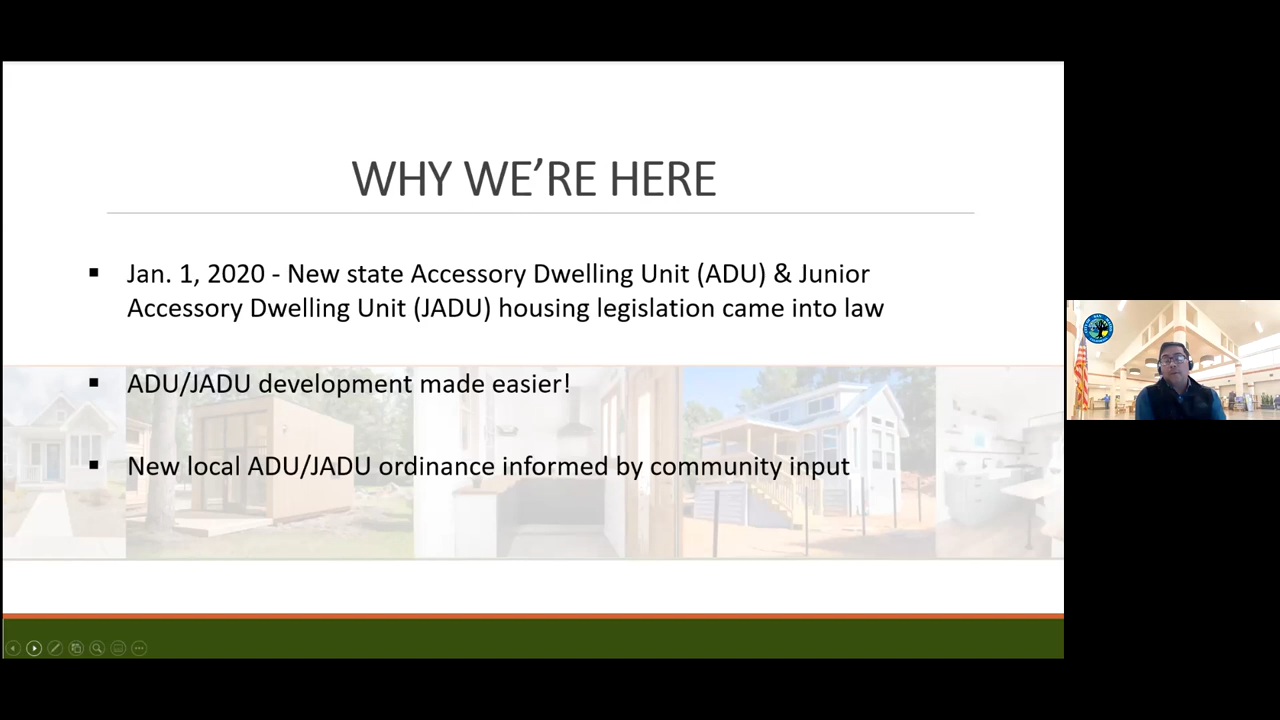 WHY WE'RE HERE
▪ Jan. 1, 2020 - New state Accessory Dwelling Unit (ADU) & Junior
Accessory Dwelling Unit (JADU) housing legislation came into law
▪ ADU/JADU development made easier!
▪ New local ADU/JADU ordinance informed by community input